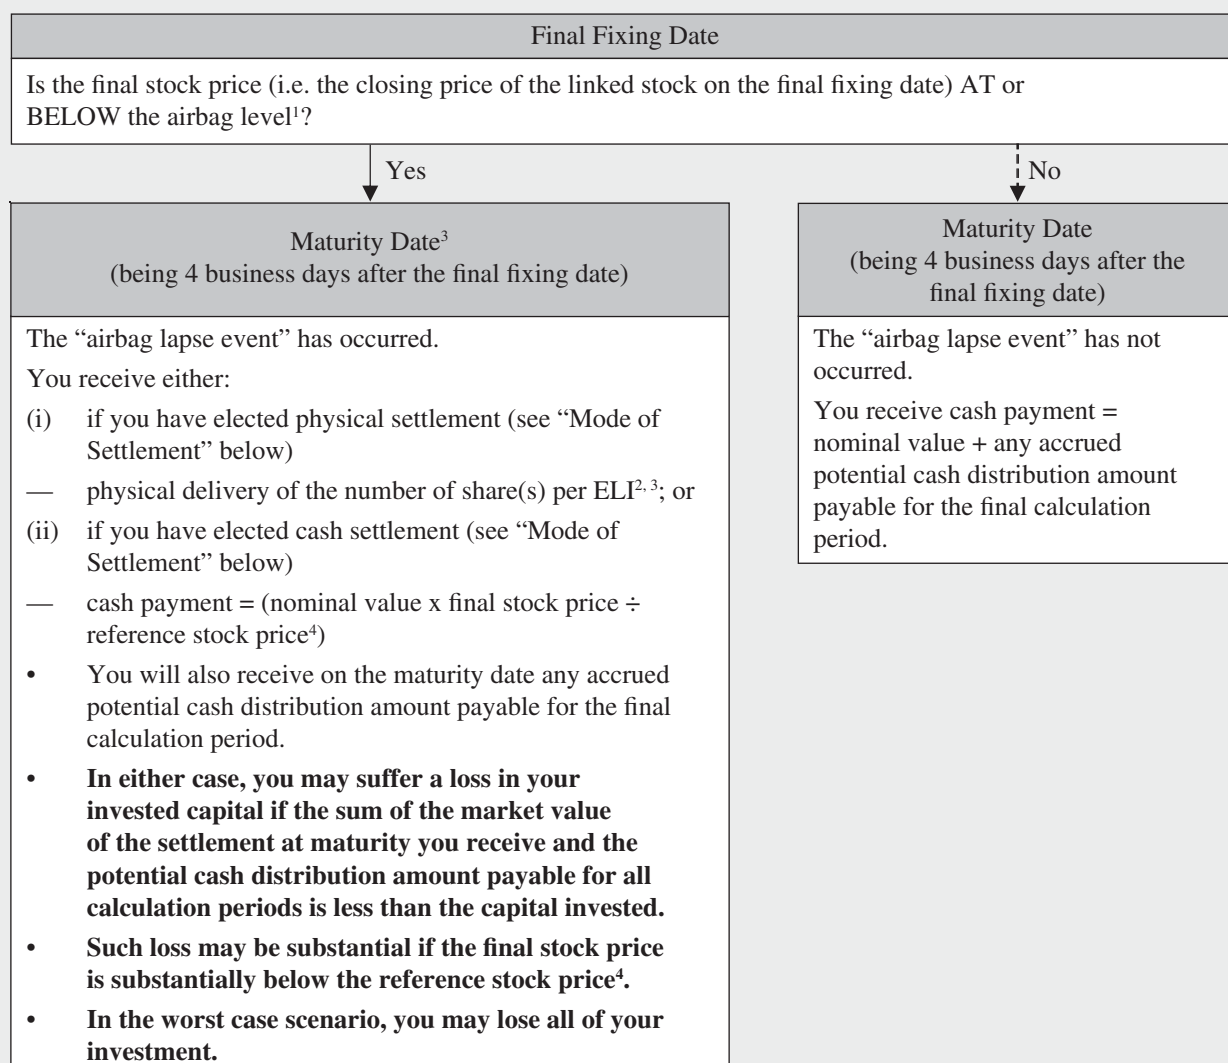 Final Fixing Date
Is the final stock price (i.e. the closing price of the linked stock on the final fixing date) AT or
BELOW the airbag level¹?
Yes
No
Maturity Date³
(being 4 business days after the final fixing date)
The “airbag lapse event” has occurred.
You receive either:
(i) if you have elected physical settlement (see “Mode of
Settlement” below)
— physical delivery of the number of share(s) per ELI²,³; or
(ii) if you have elected cash settlement (see “Mode of
Settlement” below)
— cash payment = (nominal value x final stock price ÷
reference stock price⁴)
• You will also receive on the maturity date any accrued
potential cash distribution amount payable for the final
calculation period.
• In either case, you may suffer a loss in your
invested capital if the sum of the market value
of the settlement at maturity you receive and the
potential cash distribution amount payable for all
calculation periods is less than the capital invested.
• Such loss may be substantial if the final stock price
is substantially below the reference stock price⁴.
• In the worst case scenario, you may lose all of your
investment.
Maturity Date
(being 4 business days after the
final fixing date)
The “airbag lapse event” has not
occurred.
You receive cash payment =
nominal value + any accrued
potential cash distribution amount
payable for the final calculation
period.